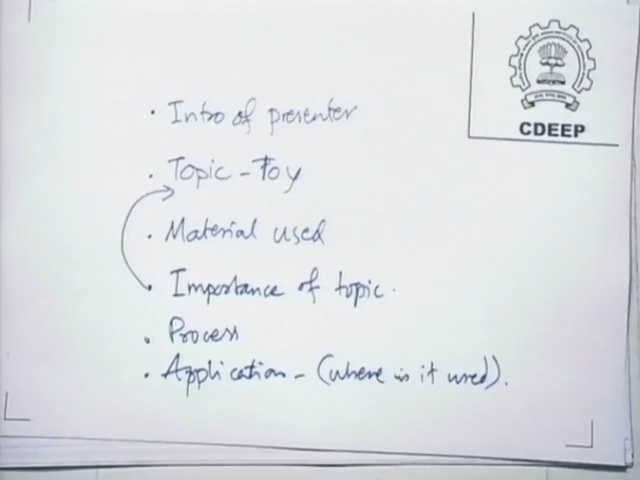 CDEEP
· Intro of presenter
· Topic - Toy
· Material used
· Importance of topic.
· Process
· Application - (where is it used).